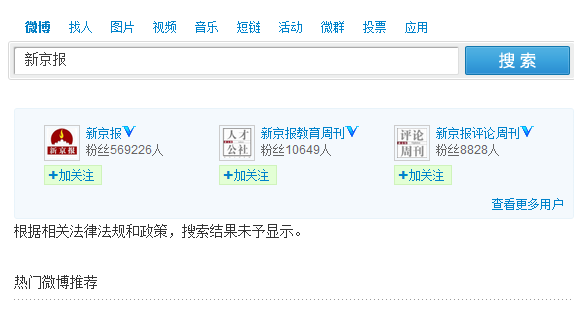 微博 找人 图片 视频 音乐 短链 活动 微群 投票 应用
新京报 搜索
新京报 新京报教育周刊 新京报评论周刊
粉丝569226人 粉丝10649人 粉丝8828人
新京报 人才 公社 评论 周刊
+加关注 +加关注 +加关注
查看更多用户
根据相关法律法规和政策，搜索结果未予显示。
热门微博推荐